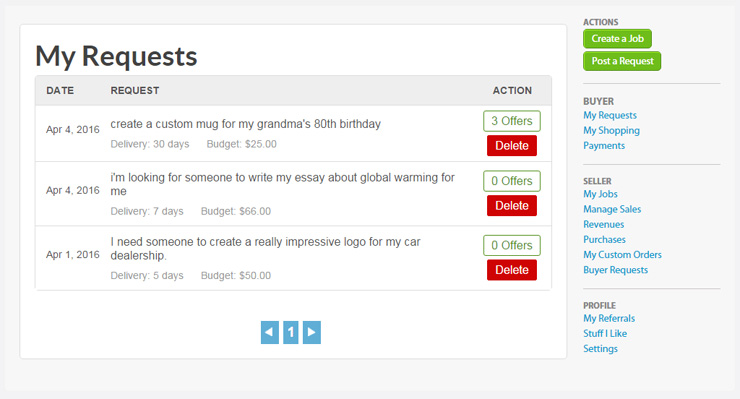 My Requests
DATE REQUEST ACTION
Apr 4, 2016 create a custom mug for my grandma's 80th birthday 3 Offers
Delivery: 30 days Budget: $25.00 Delete
Apr 4, 2016 i'm looking for someone to write my essay about global warming for 0 Offers
me
Delivery: 7 days Budget: $66.00 Delete
Apr 1, 2016 I need someone to create a really impressive logo for my car 0 Offers
dealership.
Delivery: 5 days Budget: $50.00 Delete
1
ACTIONS
Create a Job
Post a Request
BUYER
My Requests
My Shopping
Payments
SELLER
My Jobs
Manage Sales
Revenues
Purchases
My Custom Orders
Buyer Requests
PROFILE
My Referrals
Stuff I Like
Settings